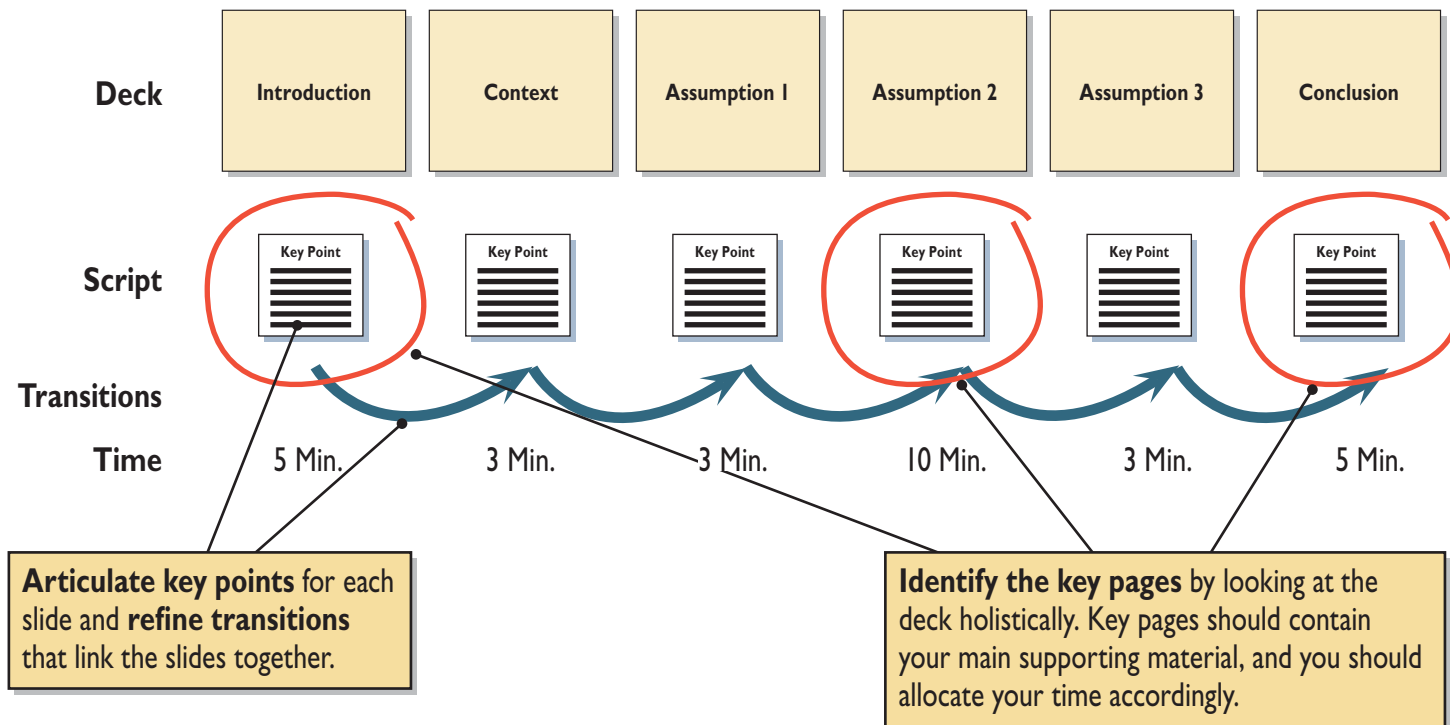 Deck
Introduction
Context
Assumption 1
Assumption 2
Assumption 3
Conclusion
Script
Key Point
Key Point
Key Point
Key Point
Key Point
Key Point
Transitions
Time
5 Min.
3 Min.
3 Min.
10 Min.
3 Min.
5 Min.
Articulate key points for each
slide and refine transitions
that link the slides together.
Identify the key pages by looking at the
deck holistically. Key pages should contain
your main supporting material, and you should
allocate your time accordingly.